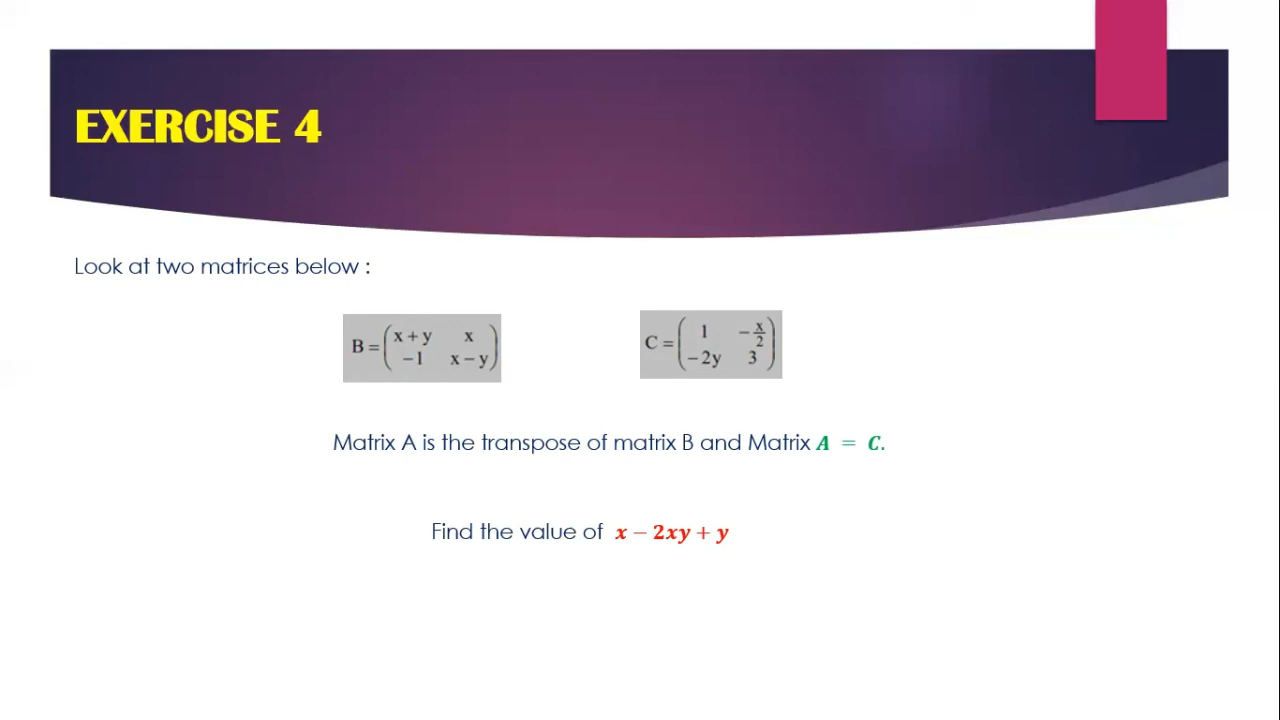 EXERCISE 4
Look at two matrices below :
B = (x + y x
−1 x − y)
C = (1 −x/2
−2y 3)
Matrix A is the transpose of matrix B and Matrix A = C.
Find the value of x − 2xy + y